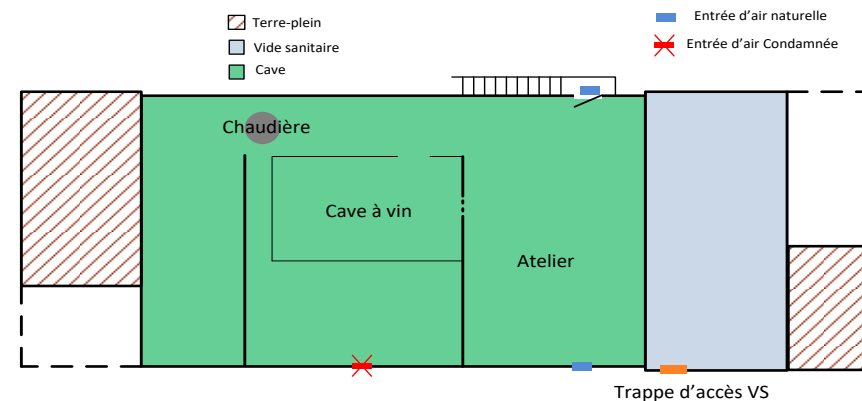 Terre-plein
Vide sanitaire
Cave
Entrée d'air naturelle
Entrée d'air Condamnée
Chaudière
Cave à vin
Atelier
Trappe d'accès VS